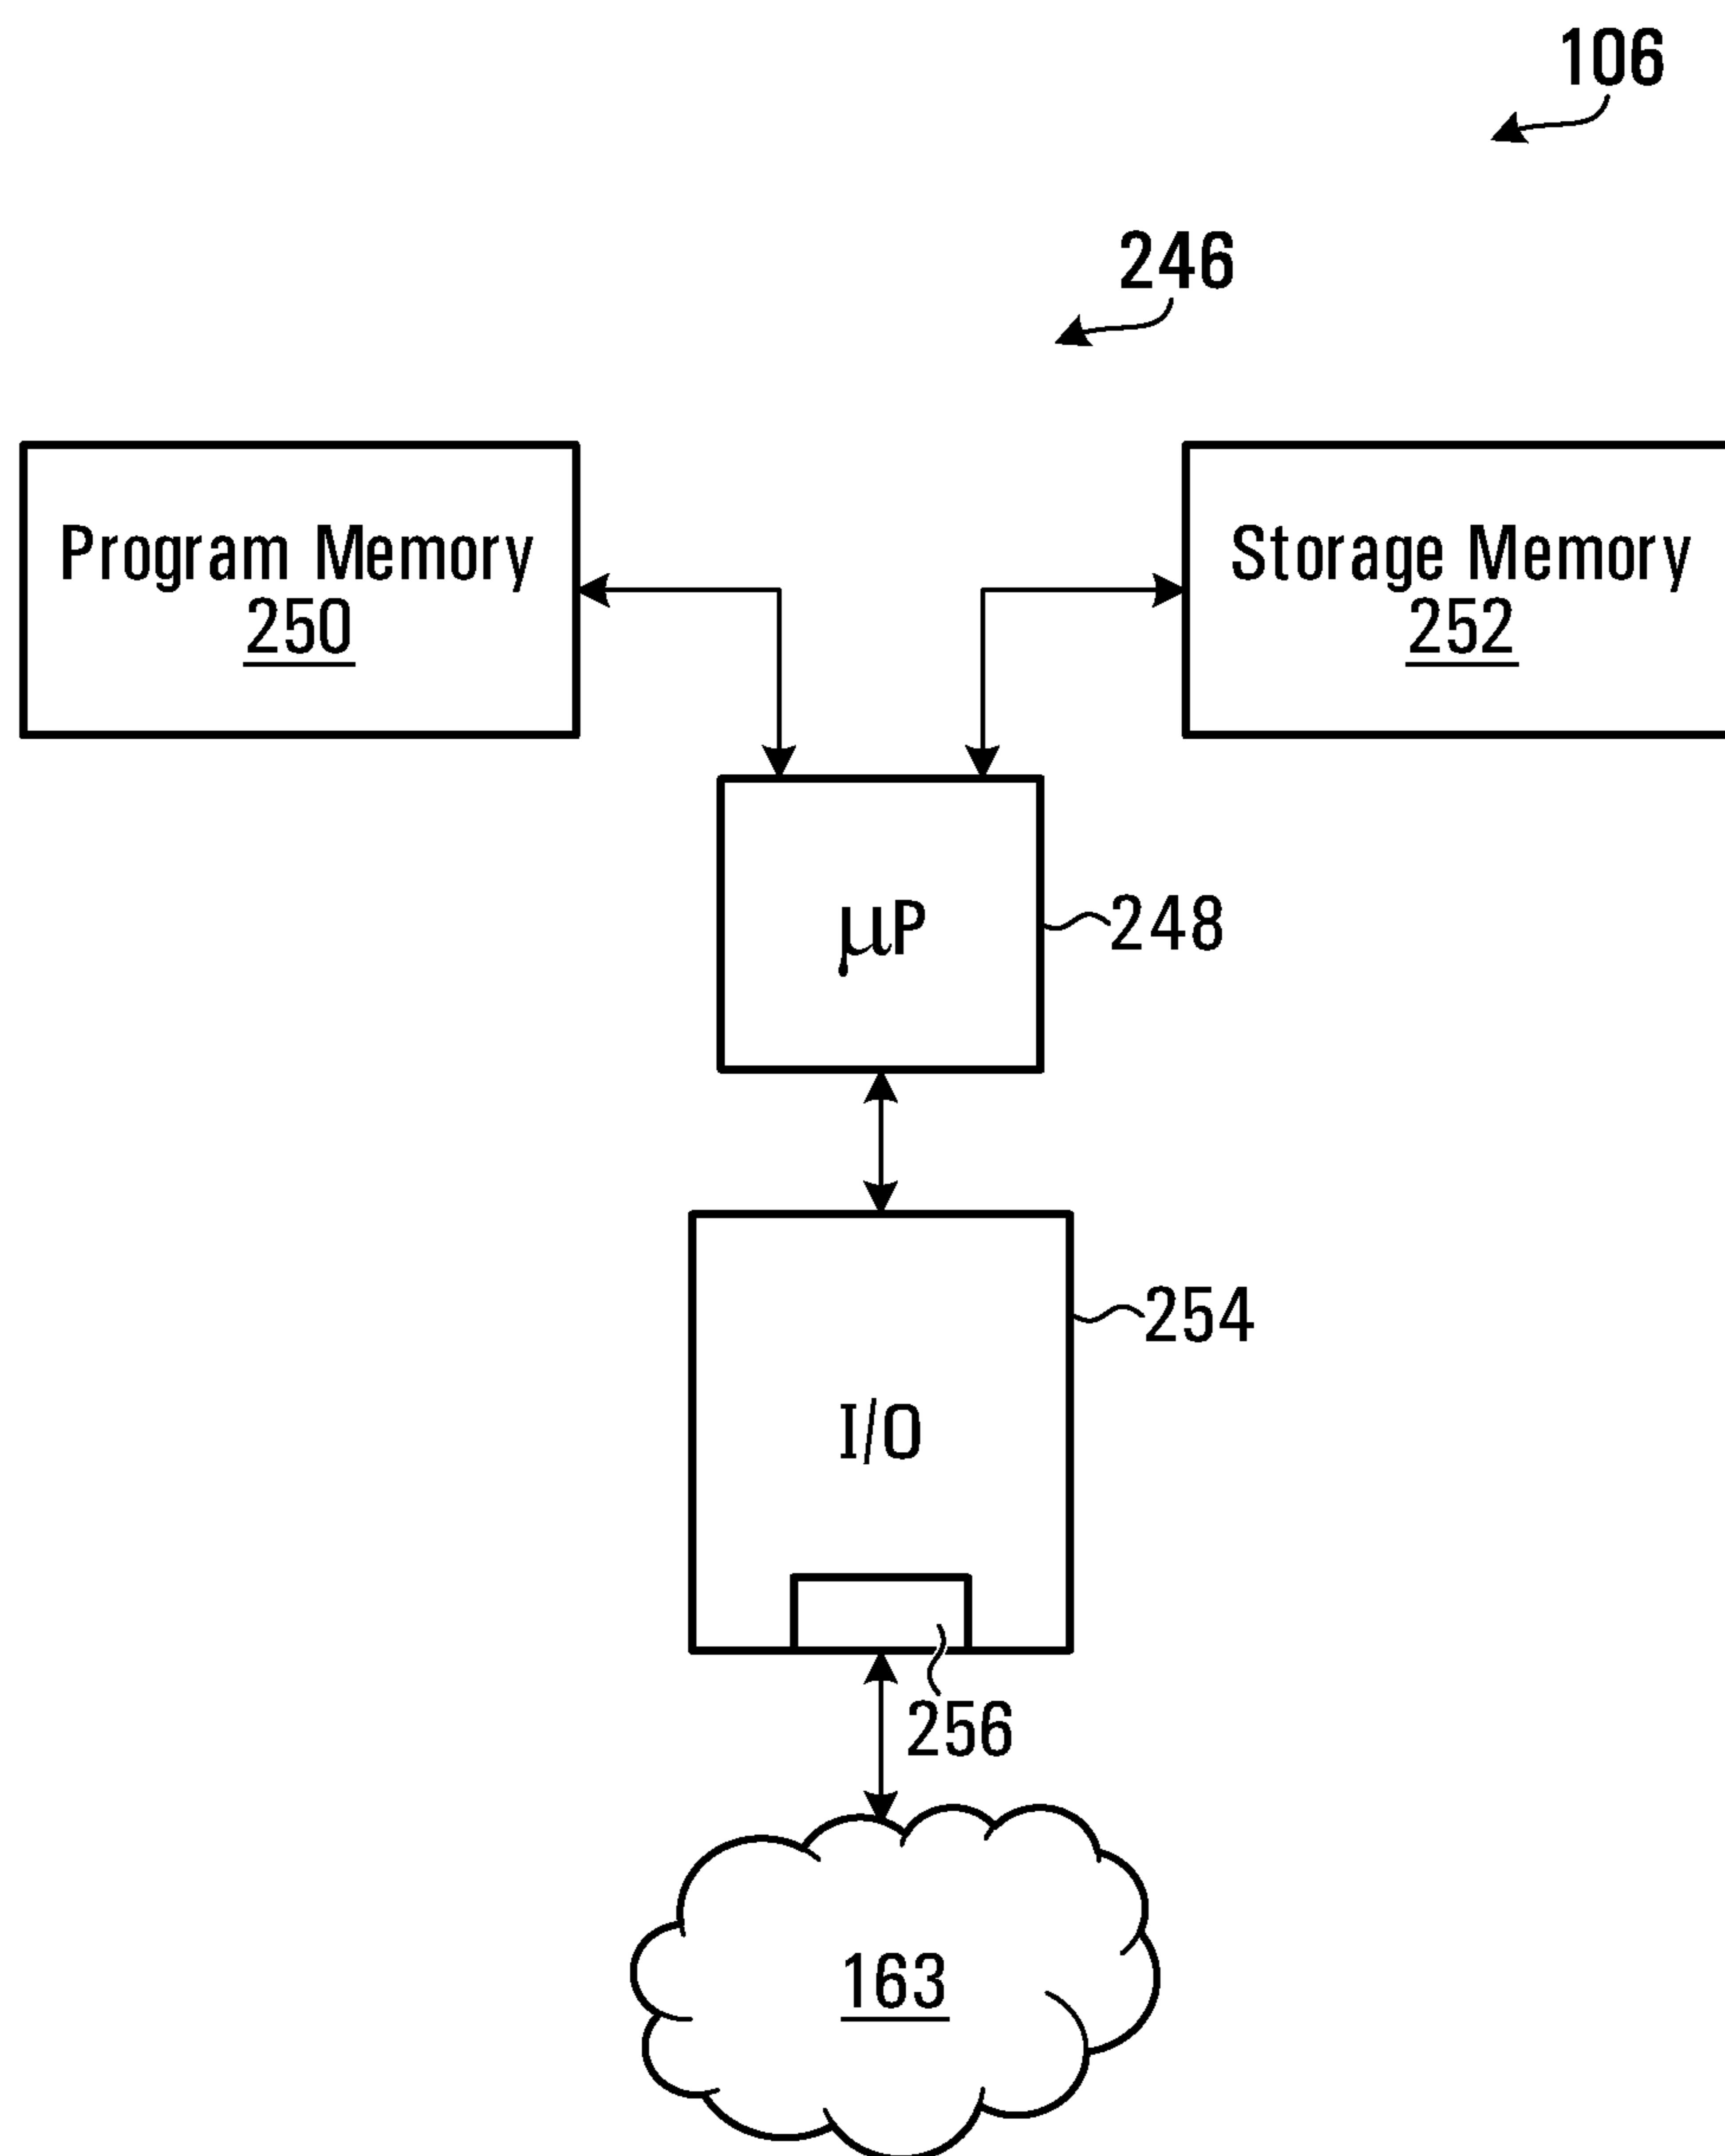 106
246
Program Memory
250
Storage Memory
252
μP
248
254
I/O
256
163